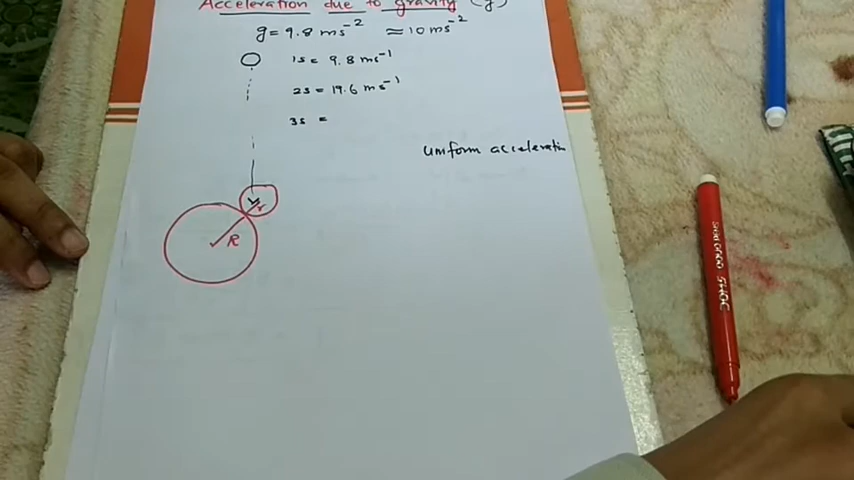 Acceleration due to gravity (g)
g = 9.8 ms⁻² ≈ 10 ms⁻²
1s = 9.8 ms⁻¹
2s = 19.6 ms⁻¹
3s =
uniform acceleratin
r
R